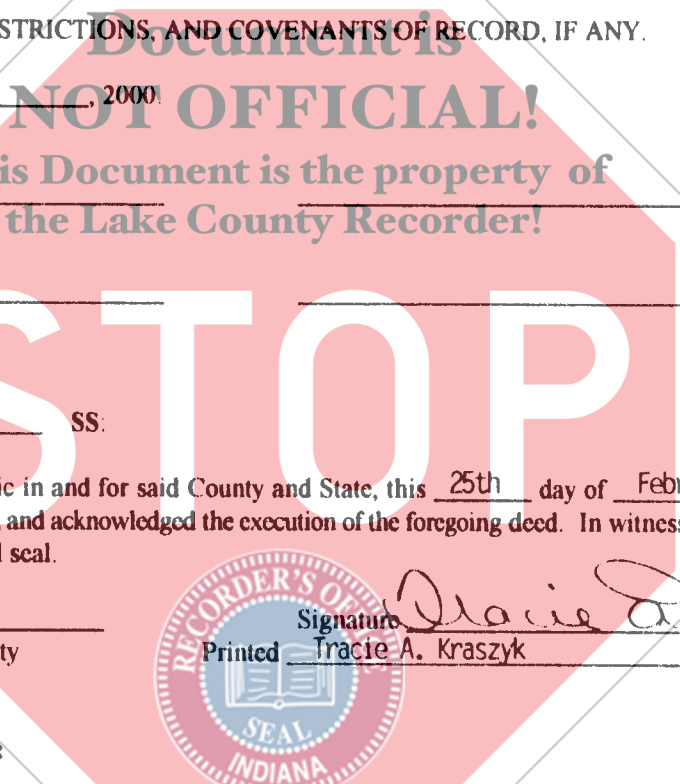 STRICTIONS, AND COVENANTS OF RECORD, IF ANY.
Document is
, 2000.
NOT OFFICIAL!
is Document is the property of
the Lake County Recorder!
STOP
SS:
ic in and for said County and State, this 25th day of Febr
, and acknowledged the execution of the foregoing deed. In witness
l seal.
RECORDER'S OFFICE
Signature Tracie A
ty
Printed Tracie A. Kraszyk
SEAL
INDIANA